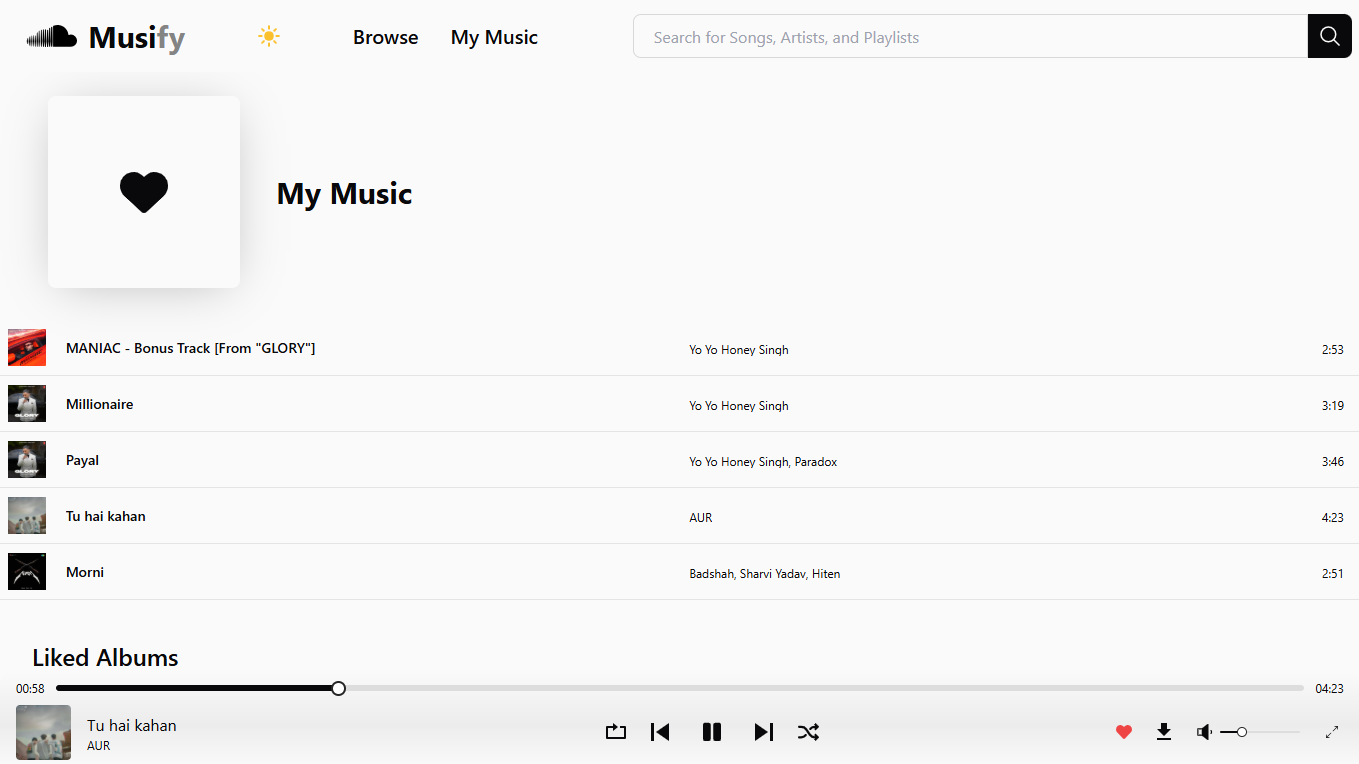 Musify
Browse
My Music
Search for Songs, Artists, and Playlists
My Music
MANIAC - Bonus Track [From "GLORY"]
Yo Yo Honey Singh
2:53
Millionaire
Yo Yo Honey Singh
3:19
Payal
Yo Yo Honey Singh, Paradox
3:46
Tu hai kahan
AUR
4:23
Morni
Badshah, Sharvi Yadav, Hiten
2:51
Liked Albums
00:58
04:23
Tu hai kahan
AUR